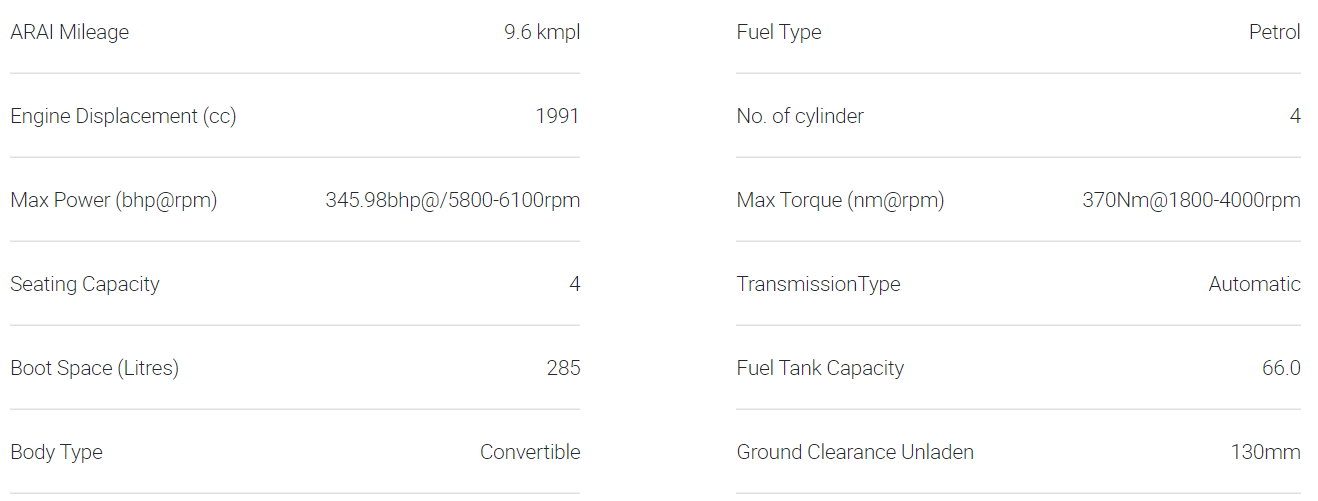 ARAI Mileage 9.6 kmpl Fuel Type Petrol
Engine Displacement (cc) 1991 No. of cylinder 4
Max Power (bhp@rpm) 345.98bhp@/5800-6100rpm Max Torque (nm@rpm) 370Nm@1800-4000rpm
Seating Capacity 4 TransmissionType Automatic
Boot Space (Litres) 285 Fuel Tank Capacity 66.0
Body Type Convertible Ground Clearance Unladen 130mm